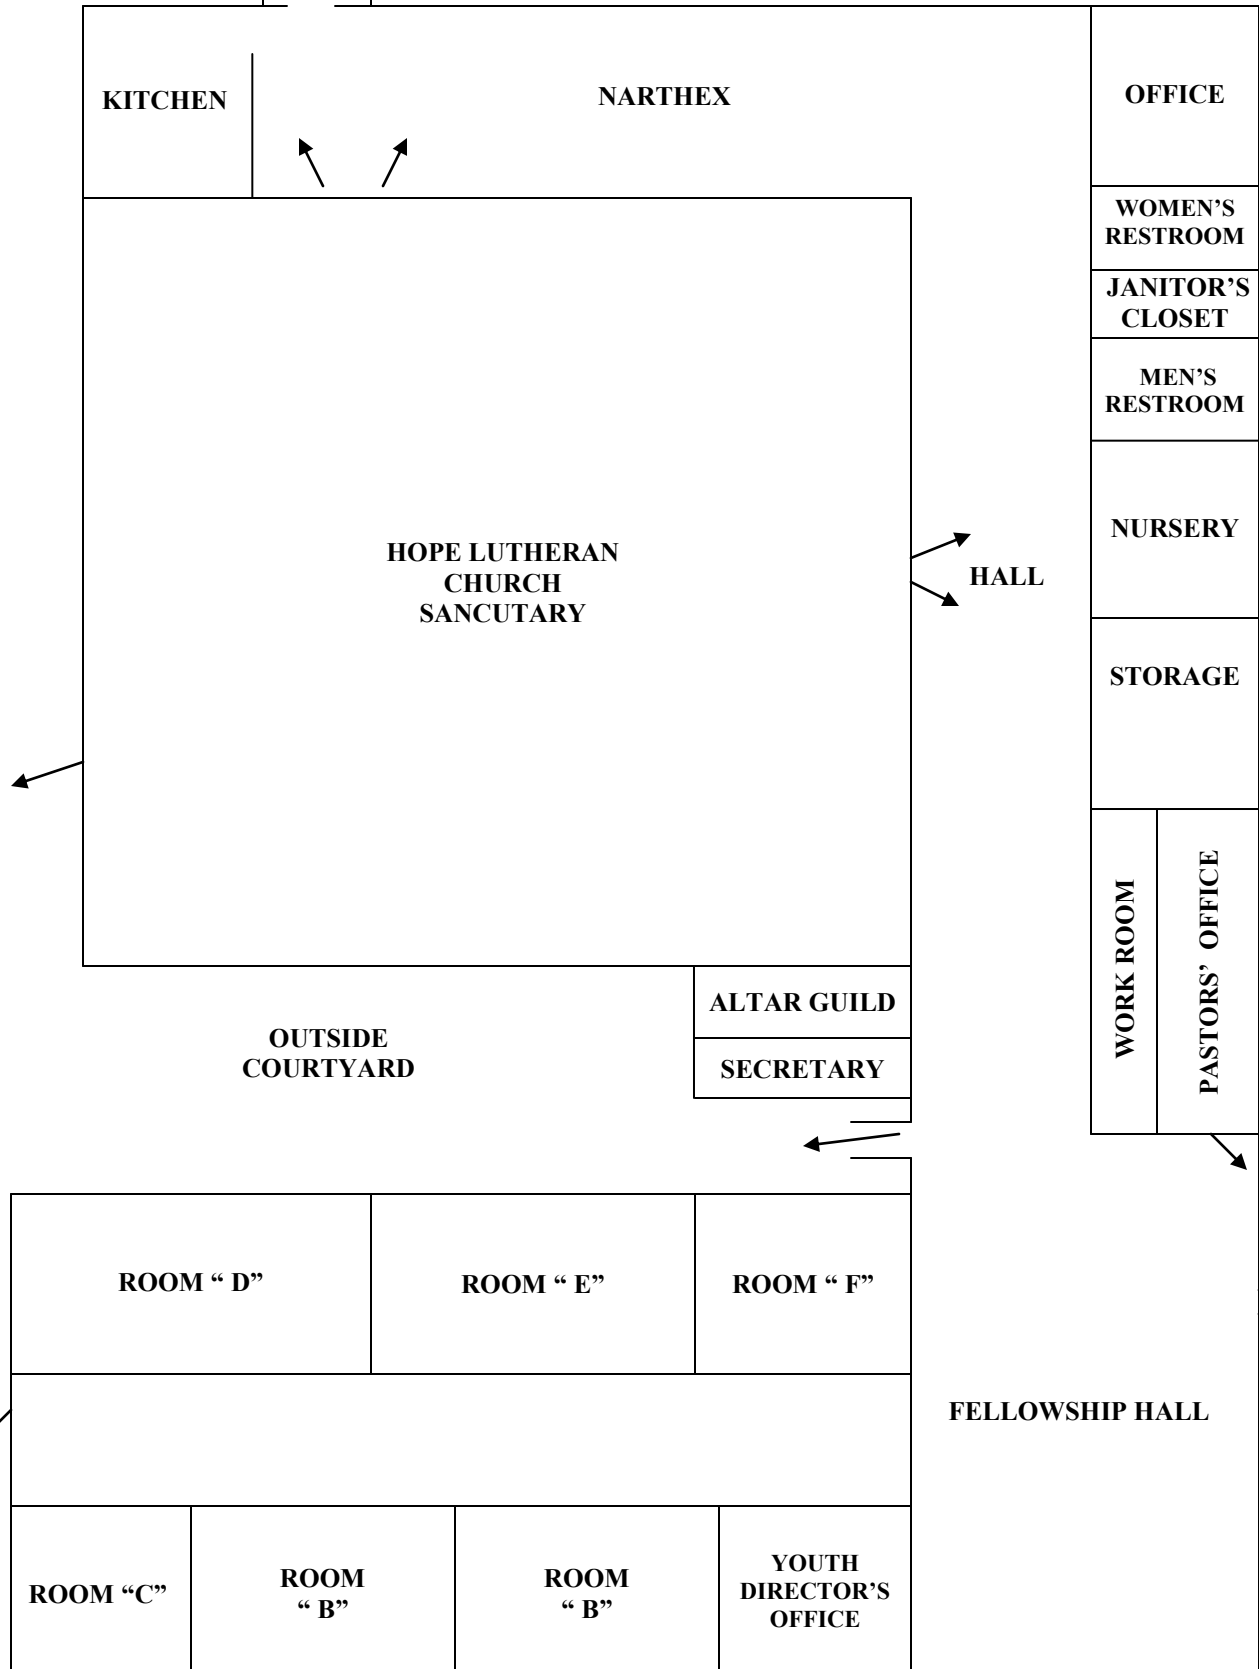 KITCHEN
NARTHEX
OFFICE
WOMEN’S
RESTROOM
JANITOR’S
CLOSET
MEN’S
RESTROOM
NURSERY
HOPE LUTHERAN
CHURCH
SANCUTARY
HALL
STORAGE
WORK ROOM
PASTORS’ OFFICE
ALTAR GUILD
OUTSIDE
COURTYARD
SECRETARY
ROOM “ D”
ROOM “ E”
ROOM “ F”
FELLOWSHIP HALL
ROOM “C”
ROOM
“ B”
ROOM
“ B”
YOUTH
DIRECTOR’S
OFFICE